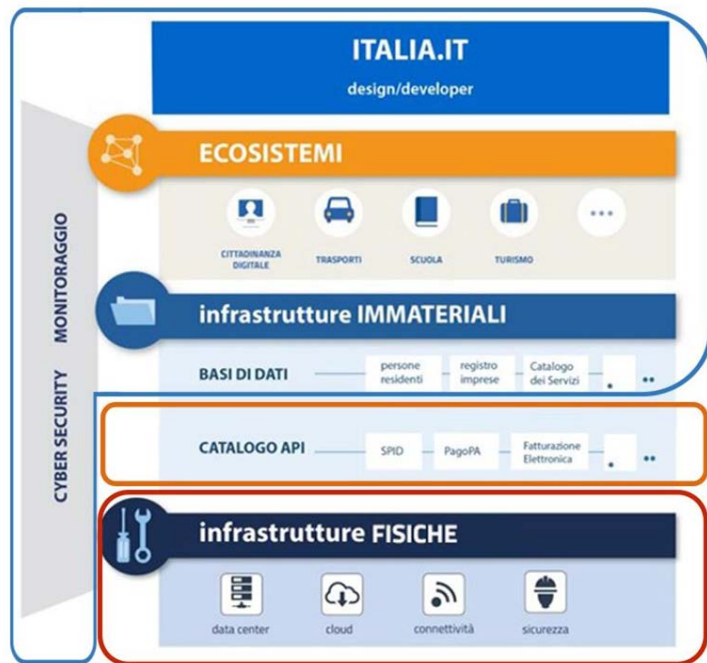 ITALIA.IT
design/developer
ECOSISTEMI
CITTADINANZA
DIGITALE
TRASPORTI
SCUOLA
TURISMO
MONITORAGGIO
CYBER SECURITY
infrastrutture IMMATERIALI
BASI DI DATI
persone
residenti
registro
imprese
Catalogo
dei Servizi
CATALOGO API
SPID
PagoPA
Fatturazione
Elettronica
infrastrutture FISICHE
data center
cloud
connettività
sicurezza